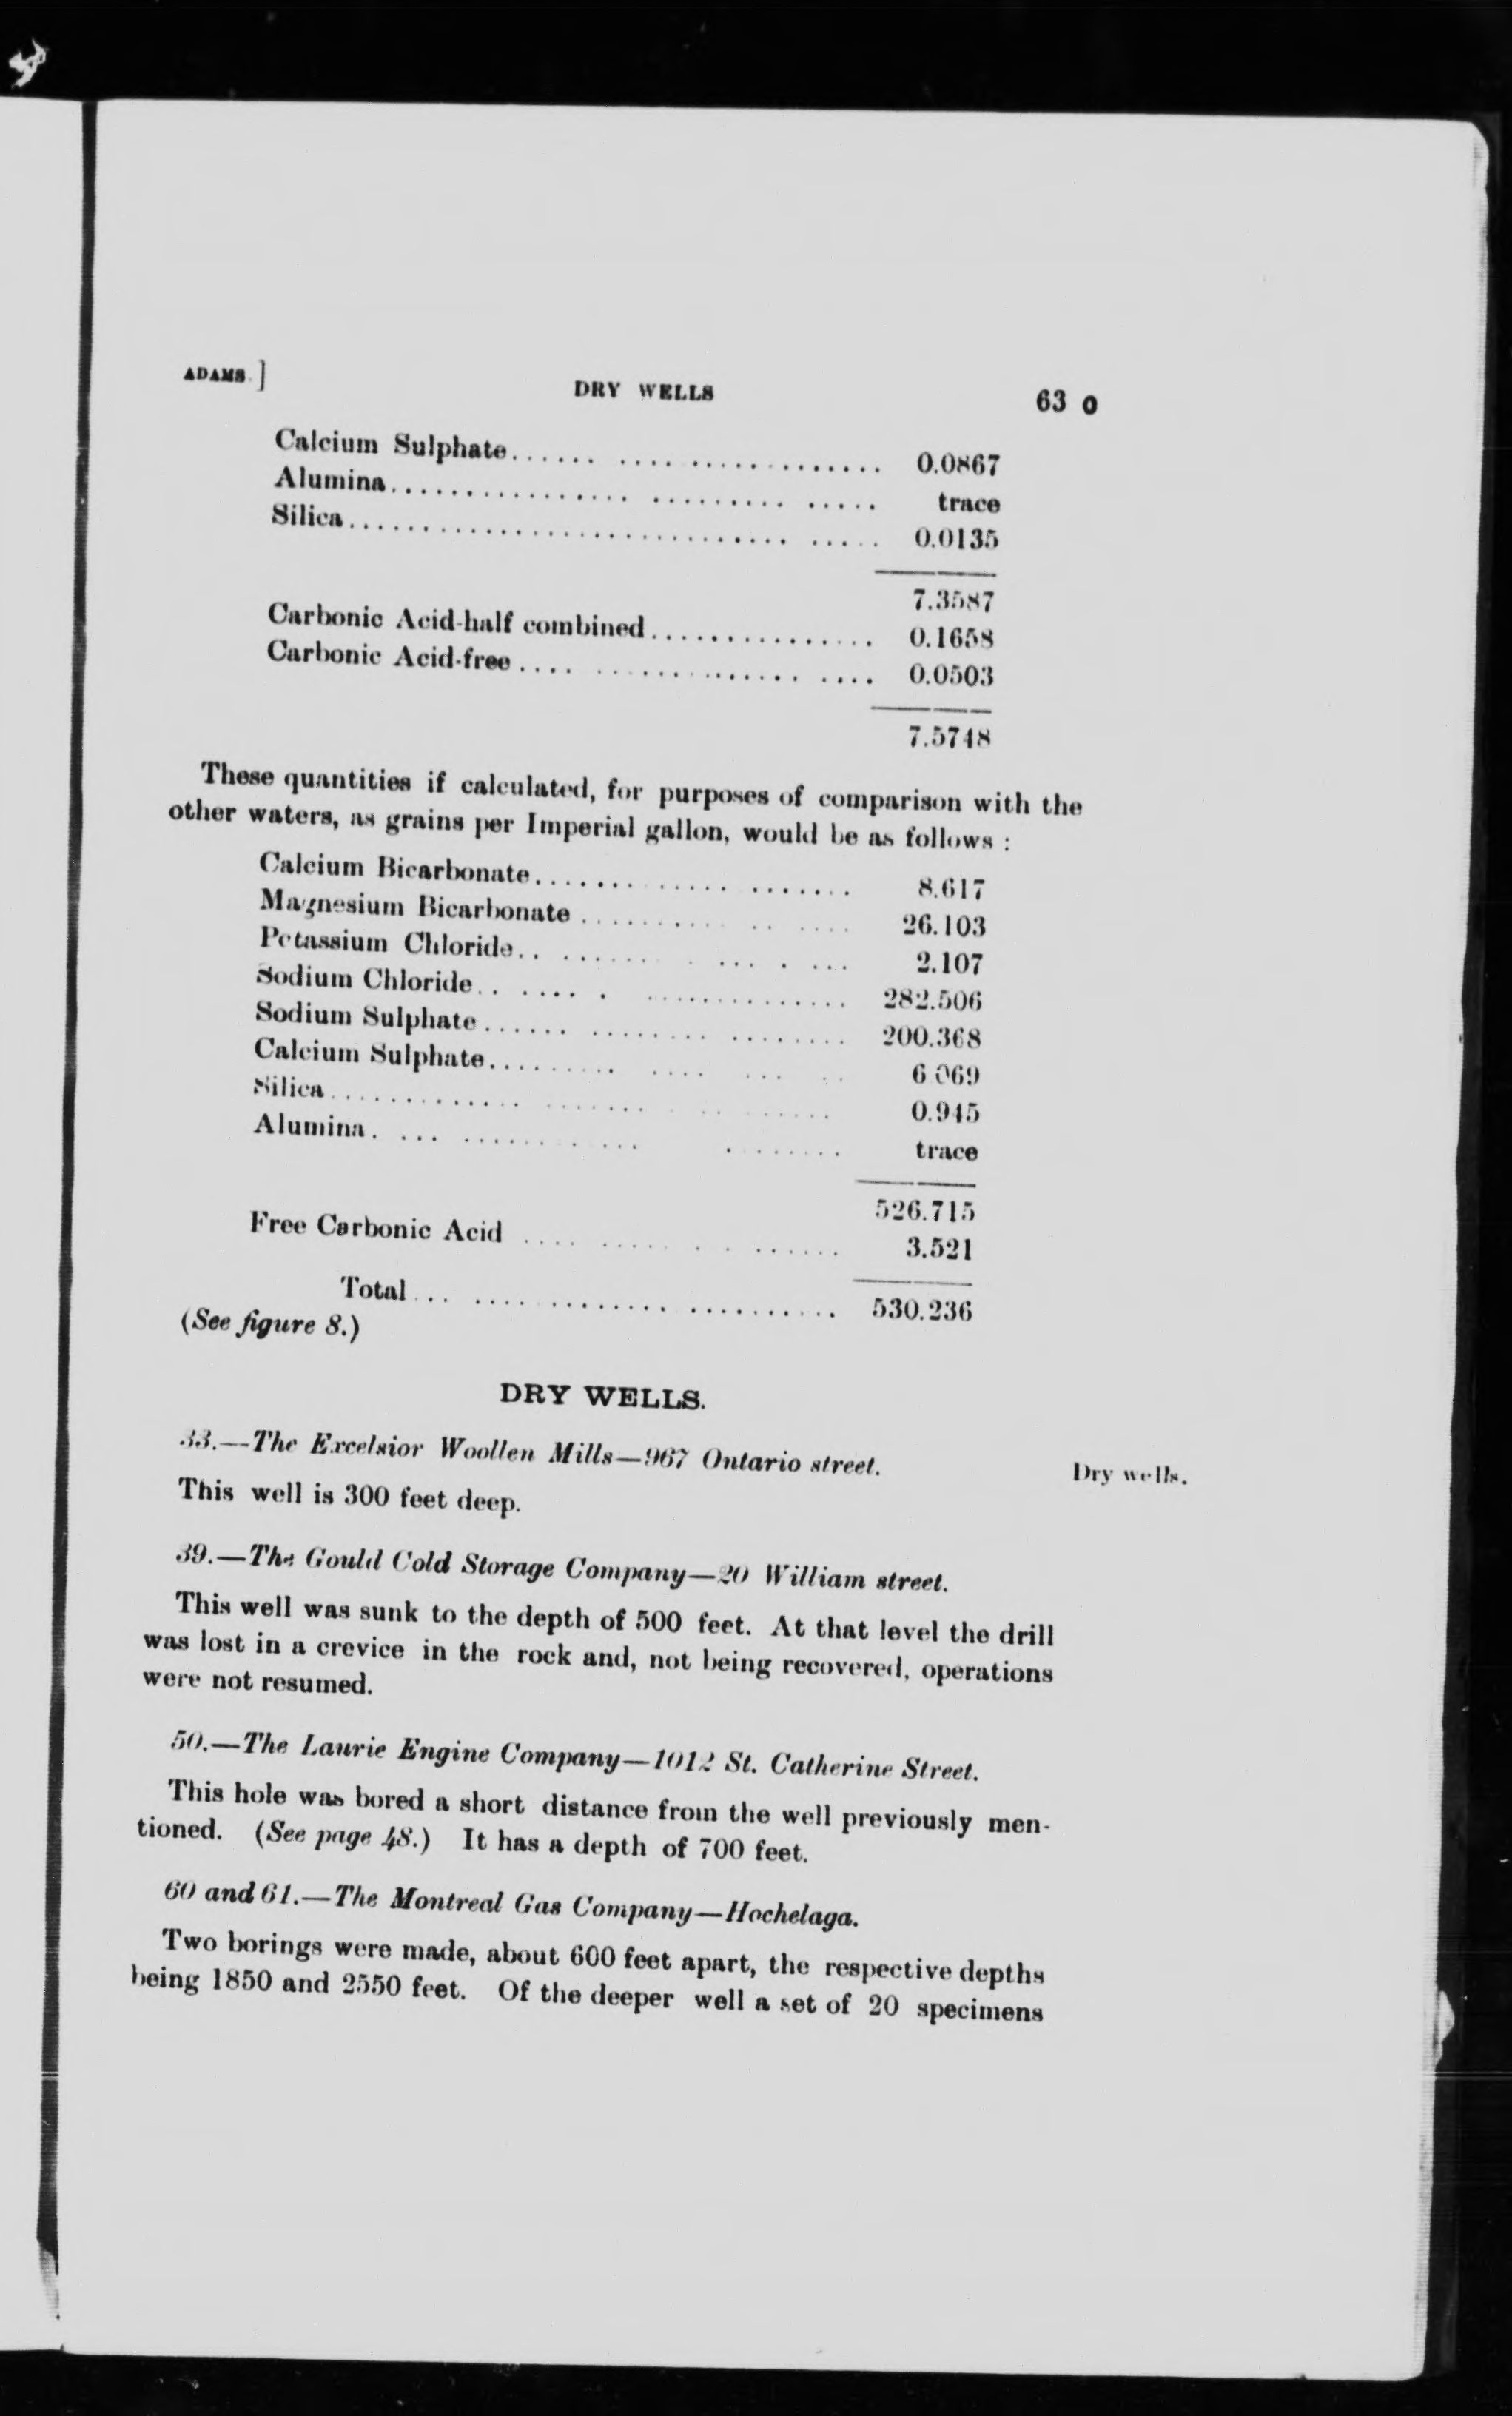 ADAMS.] DRY WELLS 63 O
Calcium Sulphate........................... 0.0867
Alumina........................... trace
Silica........................... 0.0135
7.3587
Carbonic Acid-half combined............... 0.1658
Carbonic Acid-free.................... 0.0503
7.5748
These quantities if calculated, for purposes of comparison with the
other waters, as grains per Imperial gallon, would be as follows :
Calcium Bicarbonate.................... 8.617
Magnesium Bicarbonate.................... 26.103
Potassium Chloride.................... 2.107
Sodium Chloride.................... 282.506
Sodium Sulphate.................... 200.368
Calcium Sulphate.................... 6 069
Silica.................... 0.945
Alumina.................... trace
526.715
Free Carbonic Acid.................... 3.521
Total.................... 530.236
(See figure 8.)
DRY WELLS.
33.—The Excelsior Woollen Mills—967 Ontario street.
Dry wells.
This well is 300 feet deep.
39.—The Gould Cold Storage Company—20 William street.
This well was sunk to the depth of 500 feet. At that level the drill
was lost in a crevice in the rock and, not being recovered, operations
were not resumed.
50.—The Laurie Engine Company—1012 St. Catherine Street.
This hole was bored a short distance from the well previously men-
tioned. (See page 48.) It has a depth of 700 feet.
60 and 61.—The Montreal Gas Company—Hochelaga.
Two borings were made, about 600 feet apart, the respective depths
being 1850 and 2550 feet. Of the deeper well a set of 20 specimens